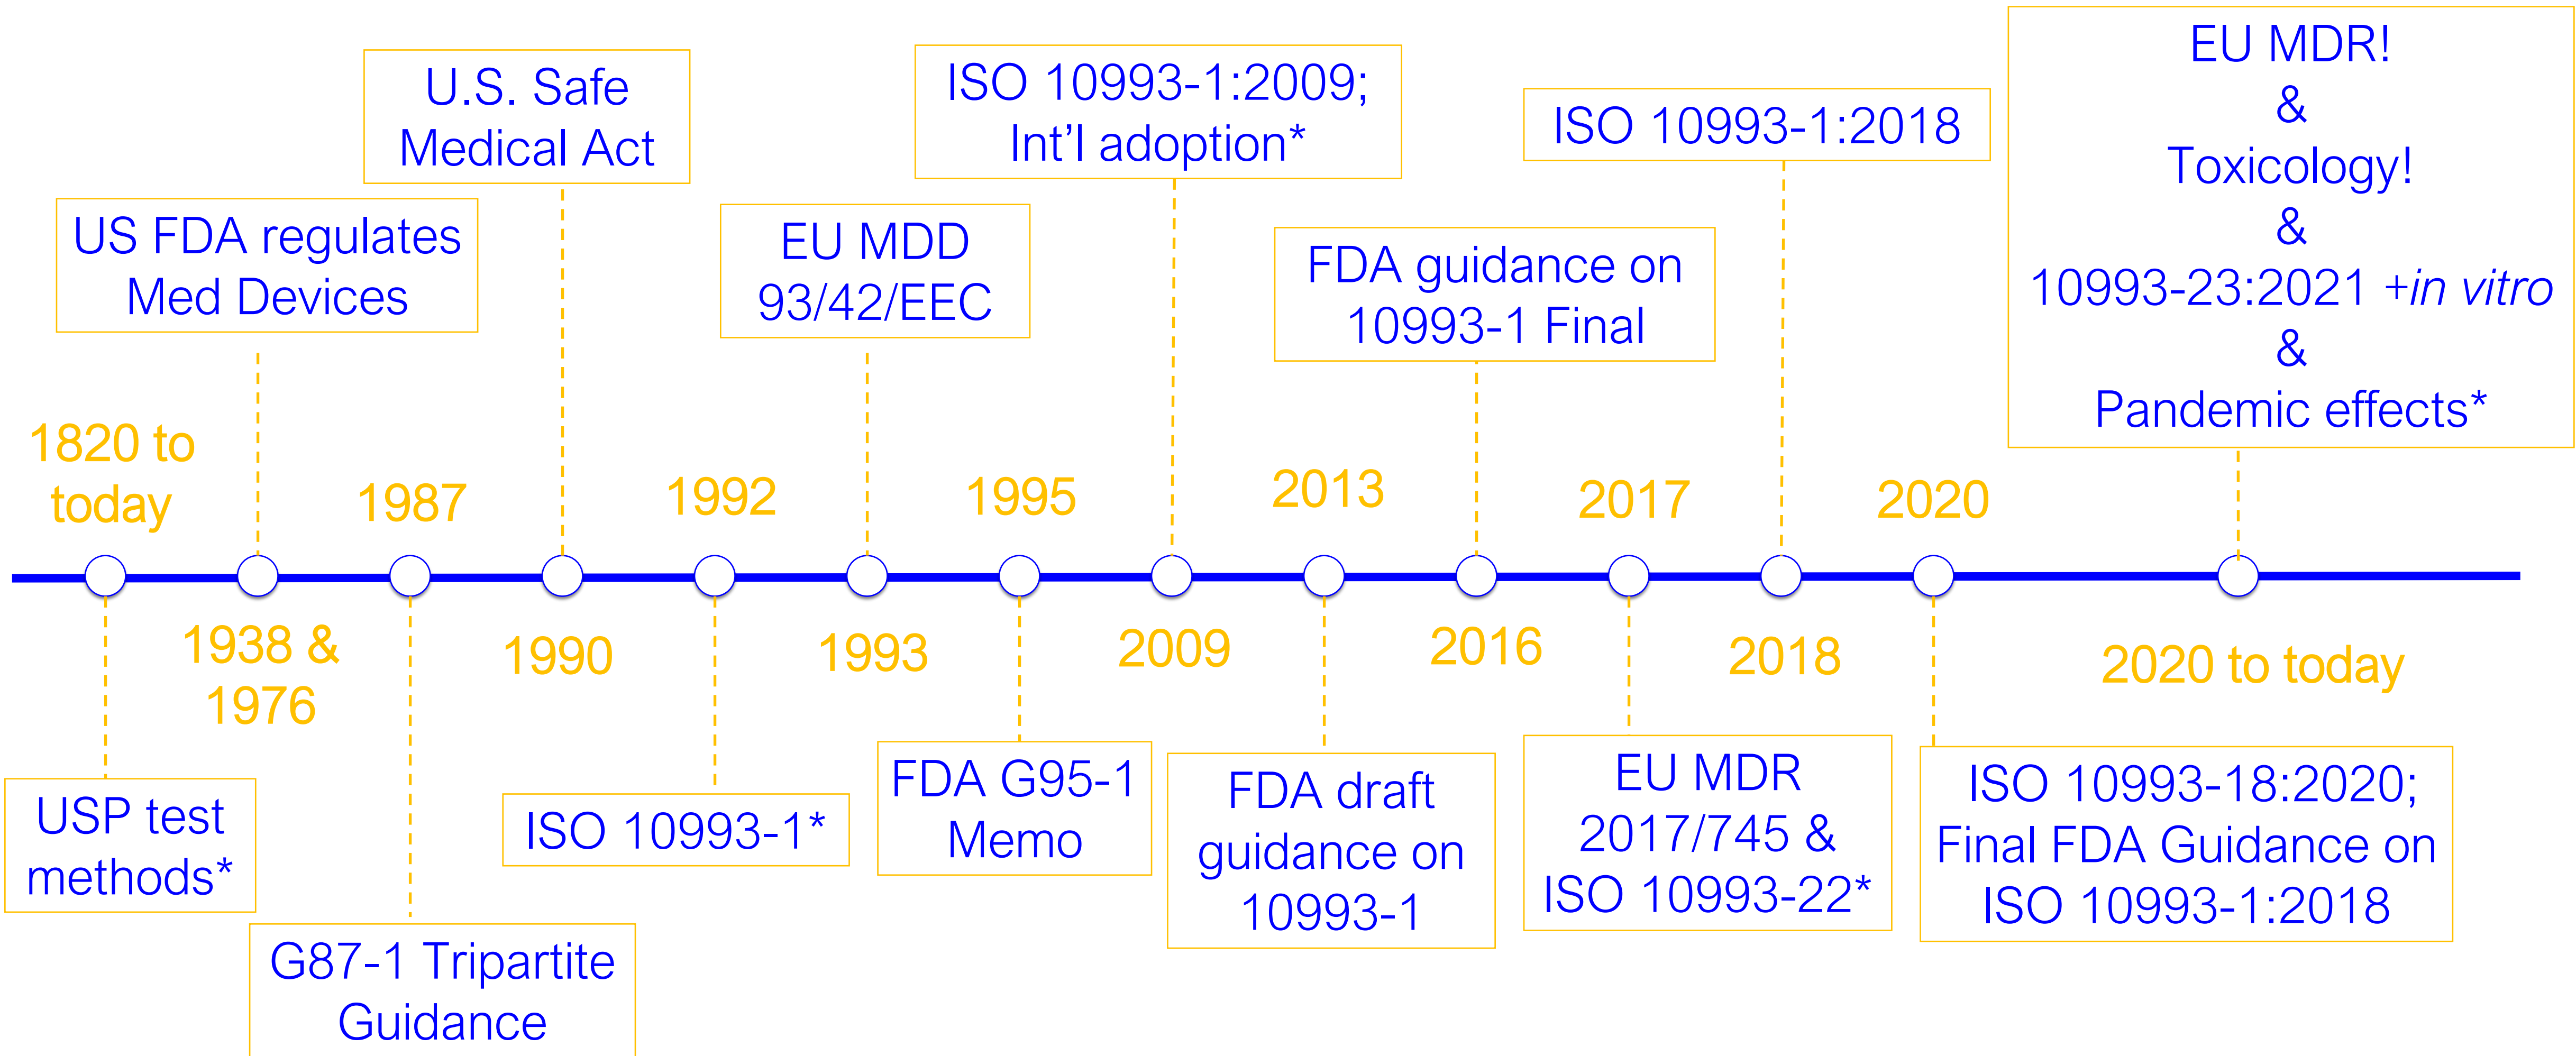 1820 to
today
USP test
methods*
US FDA regulates
Med Devices
1938 &
1976
1987
G87-1 Tripartite
Guidance
U.S. Safe
Medical Act
1990
1992
ISO 10993-1*
EU MDD
93/42/EEC
1993
1995
FDA G95-1
Memo
ISO 10993-1:2009;
Int'l adoption*
2009
2013
FDA draft
guidance on
10993-1
FDA guidance on
10993-1 Final
2016
2017
EU MDR
2017/745 &
ISO 10993-22*
ISO 10993-1:2018
2018
2020
ISO 10993-18:2020;
Final FDA Guidance on
ISO 10993-1:2018
EU MDR!
&
Toxicology!
&
10993-23:2021 +in vitro
&
Pandemic effects*
2020 to today